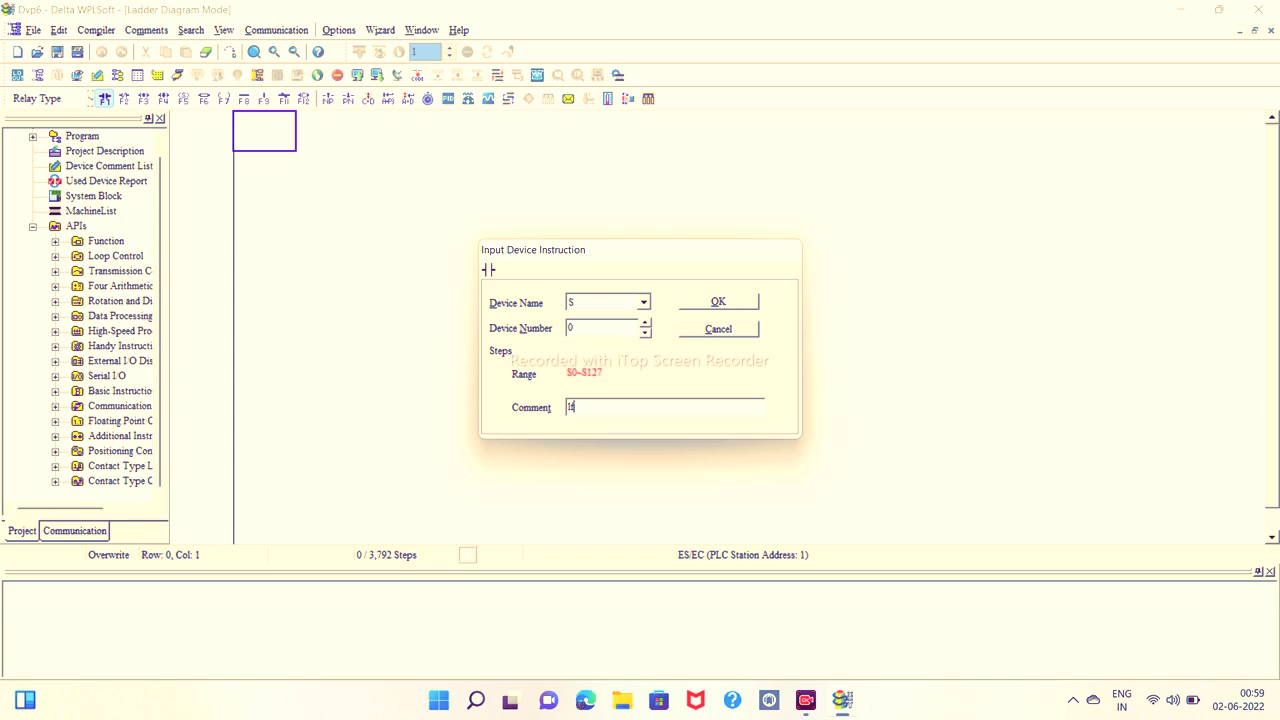 Dvp6 - Delta WPLSoft - [Ladder Diagram Mode]
File Edit Compiler Comments Search View Communication Options Wizard Window Help
1
Relay Type
Program
Project Description
Device Comment List
Used Device Report
System Block
MachineList
APIs
Function
Loop Control
Transmission C
Four Arithmetic
Rotation and Di
Data Processing
High-Speed Pro
Handy Instructi
External I/O Dis
Serial I/O
Basic Instructio
Communication
Floating Point C
Additional Instr
Positioning Con
Contact Type L
Contact Type C
Project Communication
Input Device Instruction
Device Name S OK
Device Number 0 Cancel
Steps
Recorded with iTop Screen Recorder
Range S0~S127
Comment
Overwrite Row: 0, Col: 1 0 / 3,792 Steps ES/EC (PLC Station Address: 1)
ENG
IN
00:59
02-06-2022